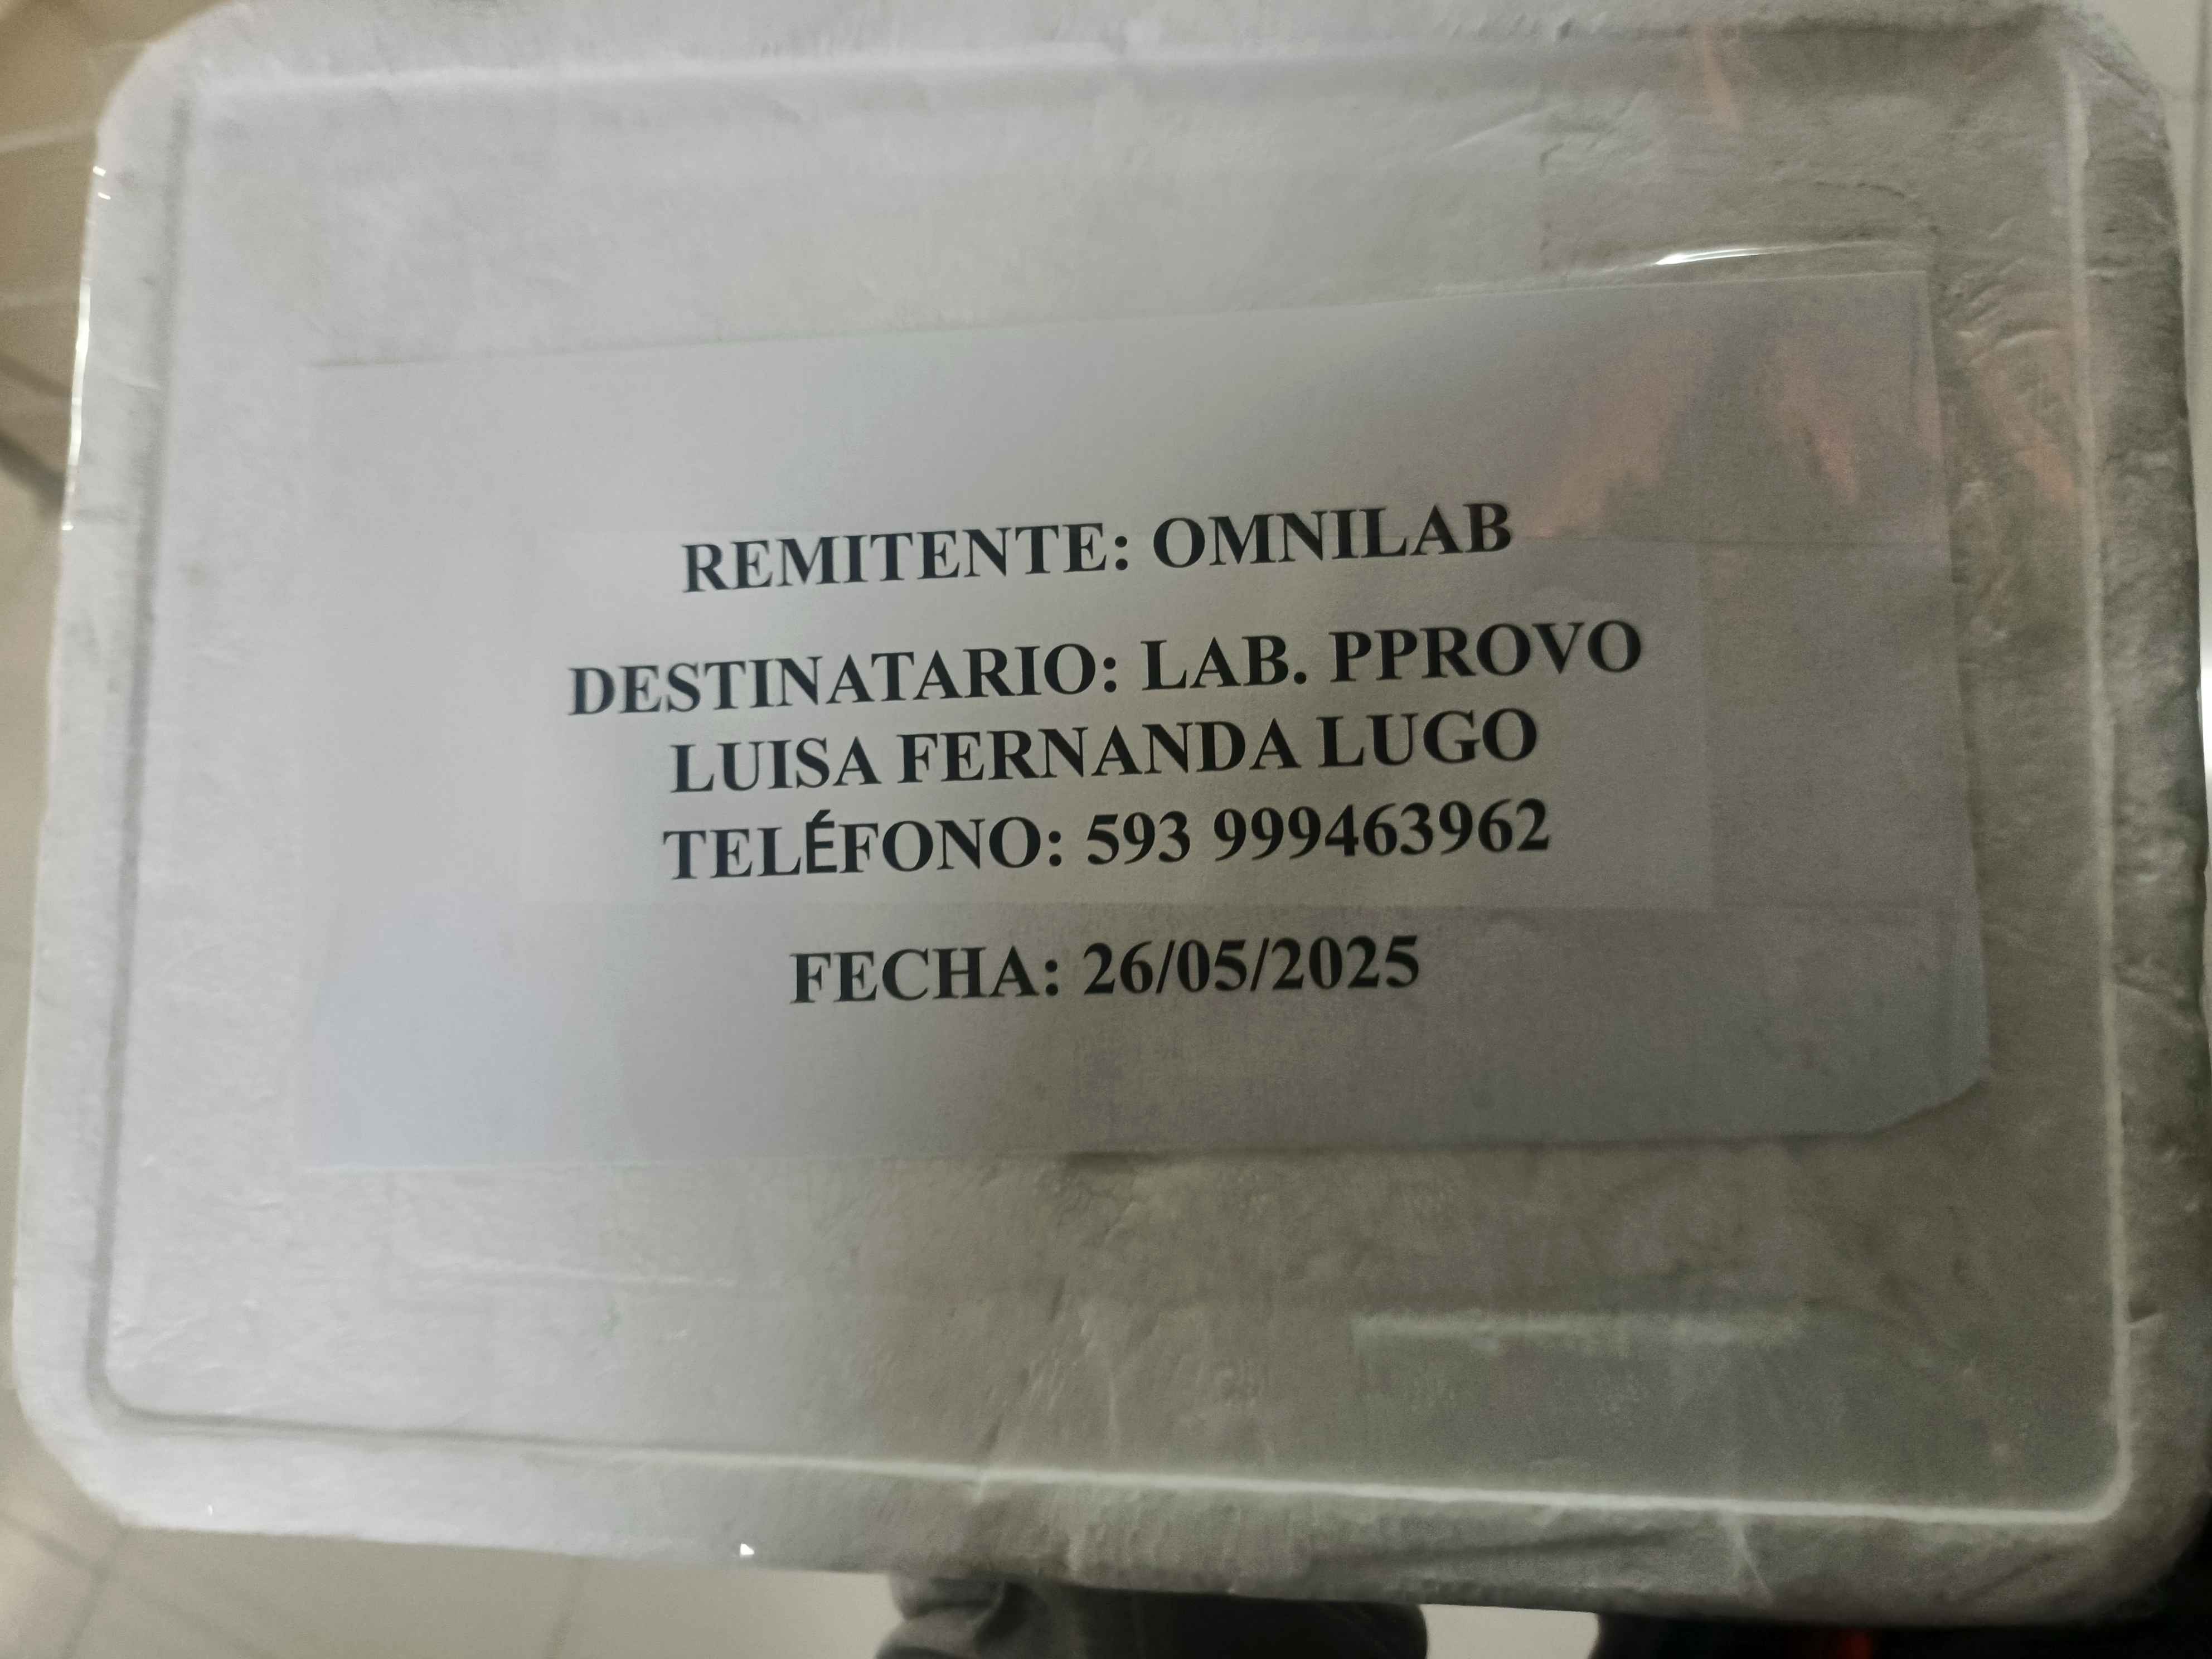 REMITENTE: OMNILAB
DESTINATARIO: LAB. PPROVO
LUISA FERNANDA LUGO
TELÉFONO: 593 999463962
FECHA: 26/05/2025